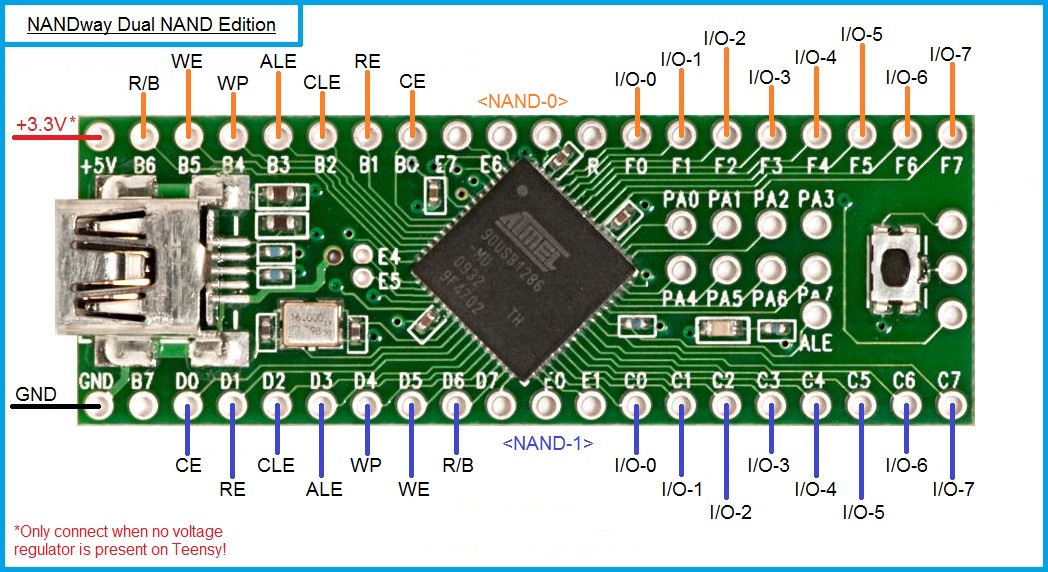 NANDway Dual NAND Edition
R/B WE WP ALE CLE RE CE <NAND-0> I/O-0 I/O-1 I/O-2 I/O-3 I/O-4 I/O-5 I/O-6 I/O-7
+3.3V*
+5V B6 B5 B4 B3 B2 B1 B0 E7 E6 R F0 F1 F2 F3 F4 F5 F6 F7
PA0 PA1 PA2 PA3
E4
E5
PA4 PA5 PA6 PA7
ALE
ATMEL
90USB1286
-MU TH
0932
9F4702
GND
GND B7 D0 D1 D2 D3 D4 D5 D6 D7 E0 E1 C0 C1 C2 C3 C4 C5 C6 C7
CE RE CLE ALE WP WE R/B <NAND-1> I/O-0 I/O-1 I/O-2 I/O-3 I/O-4 I/O-5 I/O-6 I/O-7
*Only connect when no voltage
regulator is present on Teensy!